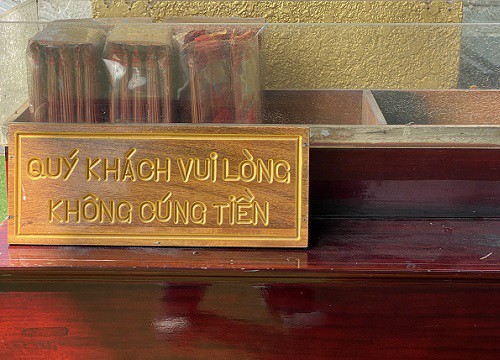 QUÝ KHÁCH VUi LÒNG
KHÔNG CÚNG TiỀN